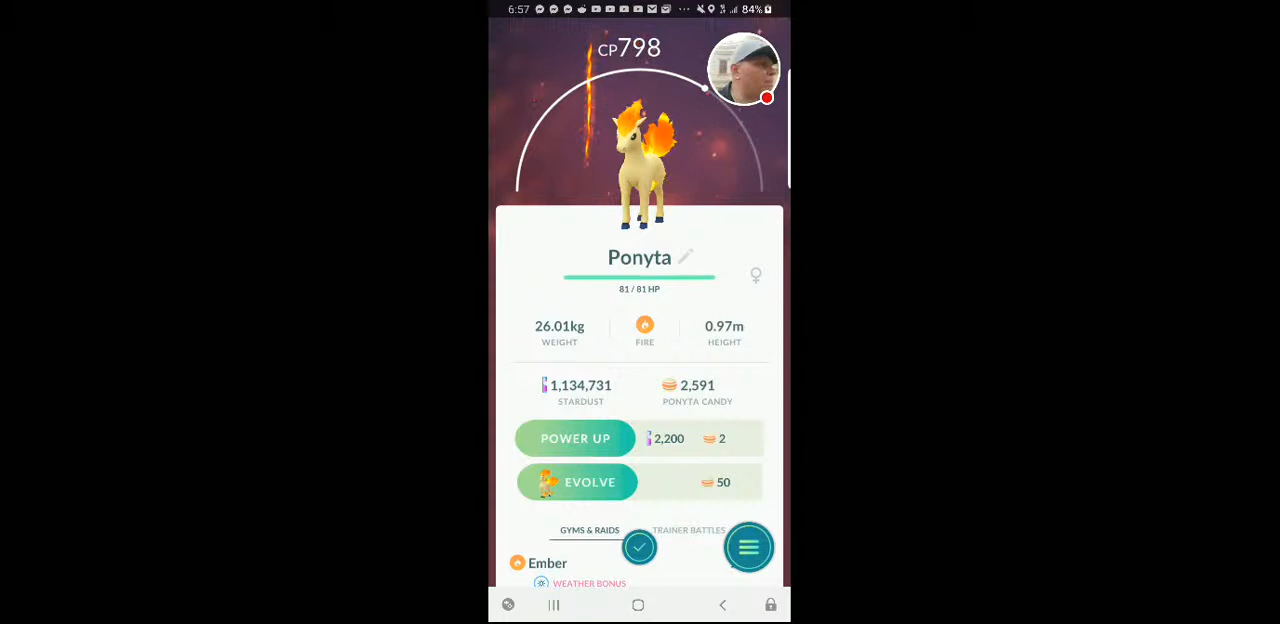 6:57 84%
CP798
Ponyta
81 / 81 HP
26.01kg 0.97m
WEIGHT FIRE HEIGHT
1,134,731 2,591
STARDUST PONYTA CANDY
POWER UP 2,200 2
EVOLVE 50
GYMS & RAIDS TRAINER BATTLES
Ember
WEATHER BONUS